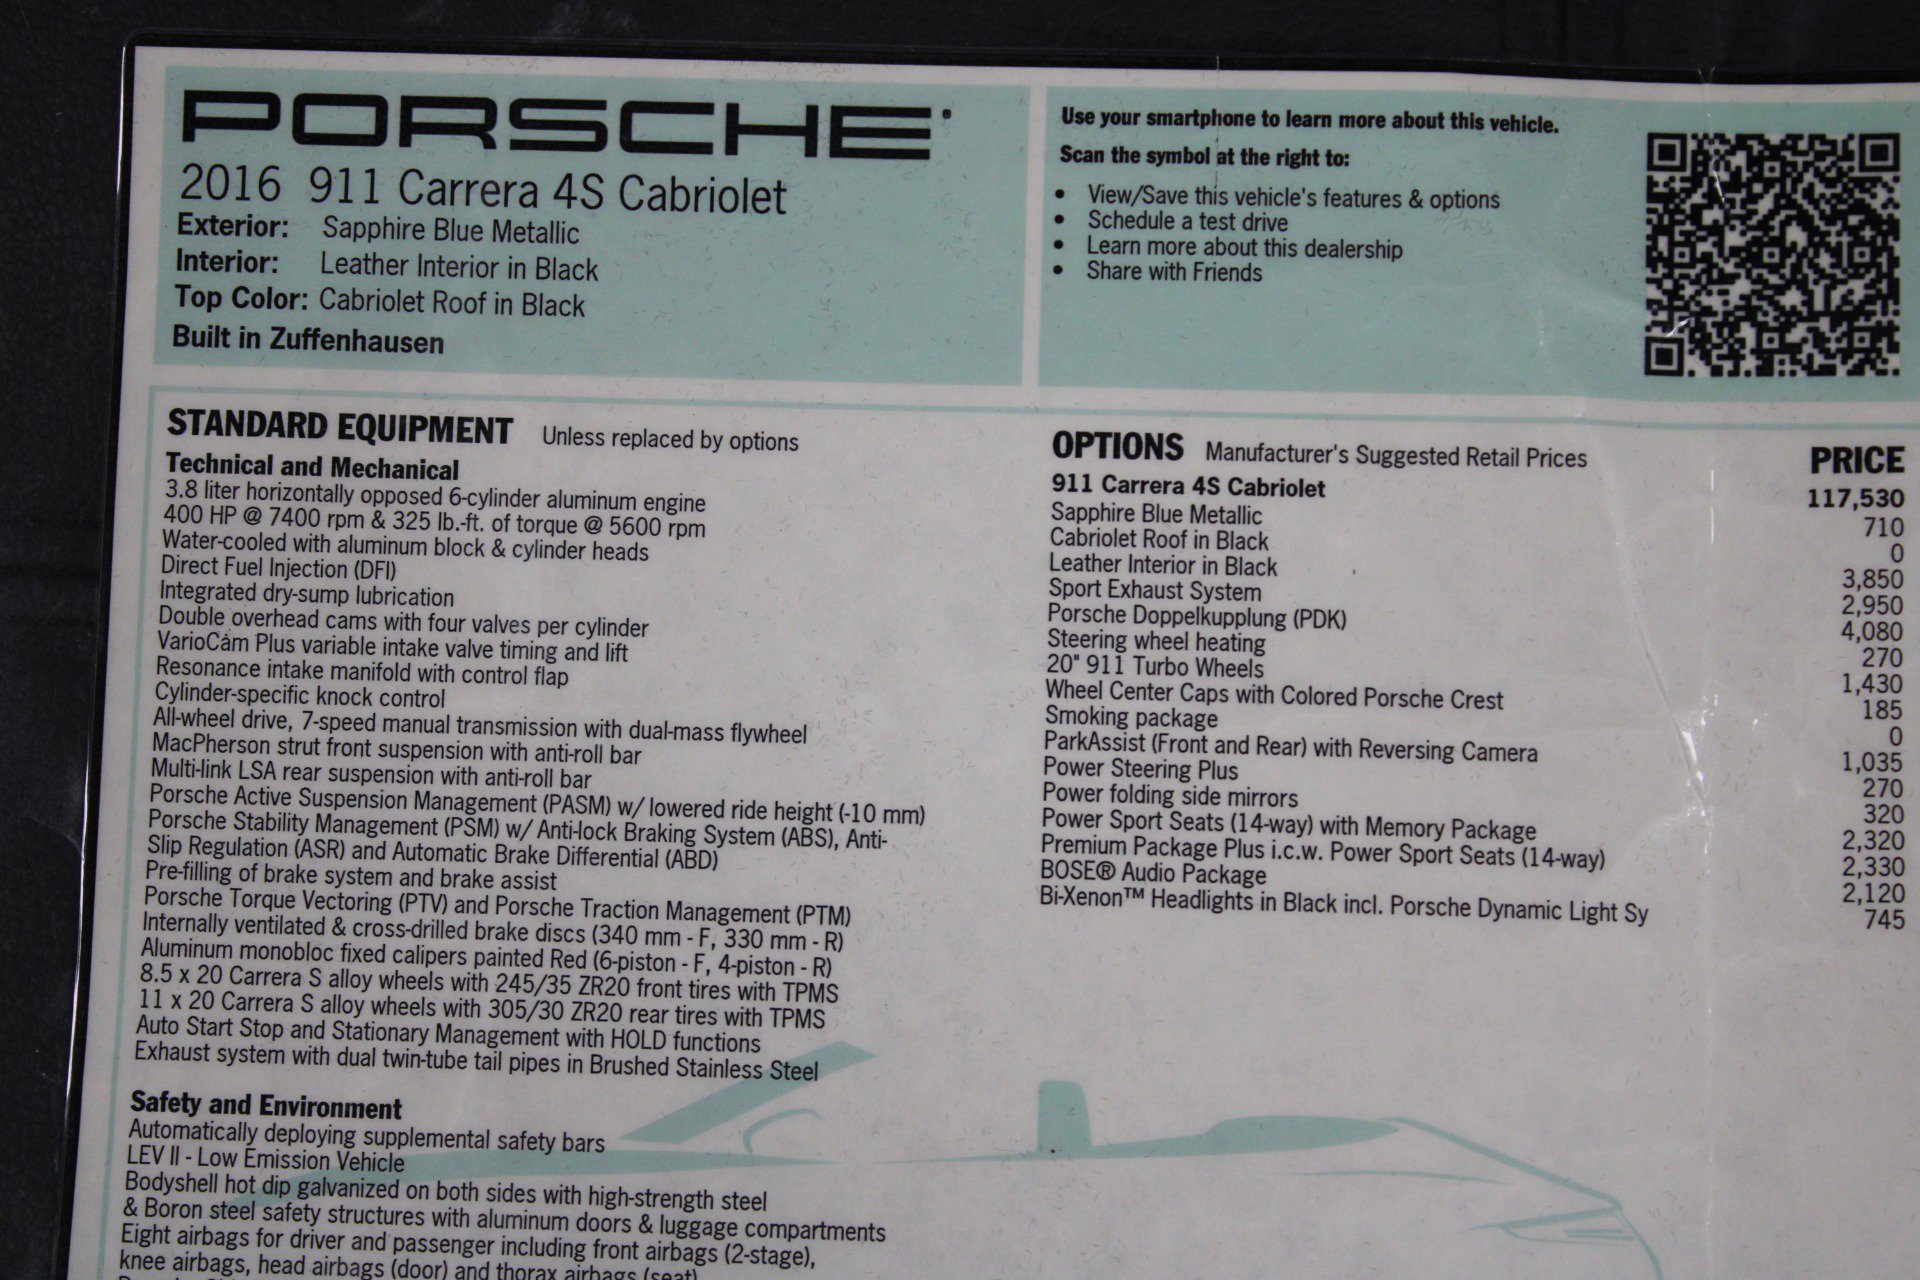 PORSCHE
2016 911 Carrera 4S Cabriolet
Exterior: Sapphire Blue Metallic
Interior: Leather Interior in Black
Top Color: Cabriolet Roof in Black
Built in Zuffenhausen
Use your smartphone to learn more about this vehicle.
Scan the symbol at the right to:
• View/Save this vehicle's features & options
• Schedule a test drive
• Learn more about this dealership
• Share with Friends
STANDARD EQUIPMENT Unless replaced by options
Technical and Mechanical
3.8 liter horizontally opposed 6-cylinder aluminum engine
400 HP @ 7400 rpm & 325 lb.-ft. of torque @ 5600 rpm
Water-cooled with aluminum block & cylinder heads
Direct Fuel Injection (DFI)
Integrated dry-sump lubrication
Double overhead cams with four valves per cylinder
VarioCam Plus variable intake valve timing and lift
Resonance intake manifold with control flap
Cylinder-specific knock control
All-wheel drive, 7-speed manual transmission with dual-mass flywheel
MacPherson strut front suspension with anti-roll bar
Multi-link LSA rear suspension with anti-roll bar
Porsche Active Suspension Management (PASM) w/ lowered ride height (-10 mm)
Porsche Stability Management (PSM) w/ Anti-lock Braking System (ABS), Anti-
Slip Regulation (ASR) and Automatic Brake Differential (ABD)
Pre-filling of brake system and brake assist
Porsche Torque Vectoring (PTV) and Porsche Traction Management (PTM)
Internally ventilated & cross-drilled brake discs (340 mm - F, 330 mm - R)
Aluminum monobloc fixed calipers painted Red (6-piston - F, 4-piston - R)
8.5 x 20 Carrera S alloy wheels with 245/35 ZR20 front tires with TPMS
11 x 20 Carrera S alloy wheels with 305/30 ZR20 rear tires with TPMS
Auto Start Stop and Stationary Management with HOLD functions
Exhaust system with dual twin-tube tail pipes in Brushed Stainless Steel
Safety and Environment
Automatically deploying supplemental safety bars
LEV II - Low Emission Vehicle
Bodyshell hot dip galvanized on both sides with high-strength steel
& Boron steel safety structures with aluminum doors & luggage compartments
Eight airbags for driver and passenger including front airbags (2-stage),
knee airbags, head airbags (door) and thorax airbags (seat)
OPTIONS Manufacturer's Suggested Retail Prices PRICE
911 Carrera 4S Cabriolet 117,530
Sapphire Blue Metallic 710
Cabriolet Roof in Black 0
Leather Interior in Black 3,850
Sport Exhaust System 2,950
Porsche Doppelkupplung (PDK) 4,080
Steering wheel heating 270
20" 911 Turbo Wheels 1,430
Wheel Center Caps with Colored Porsche Crest 185
Smoking package 0
ParkAssist (Front and Rear) with Reversing Camera 1,035
Power Steering Plus 270
Power folding side mirrors 320
Power Sport Seats (14-way) with Memory Package 2,320
Premium Package Plus i.c.w. Power Sport Seats (14-way) 2,330
BOSE® Audio Package 2,120
Bi-Xenon™ Headlights in Black incl. Porsche Dynamic Light Sy 745